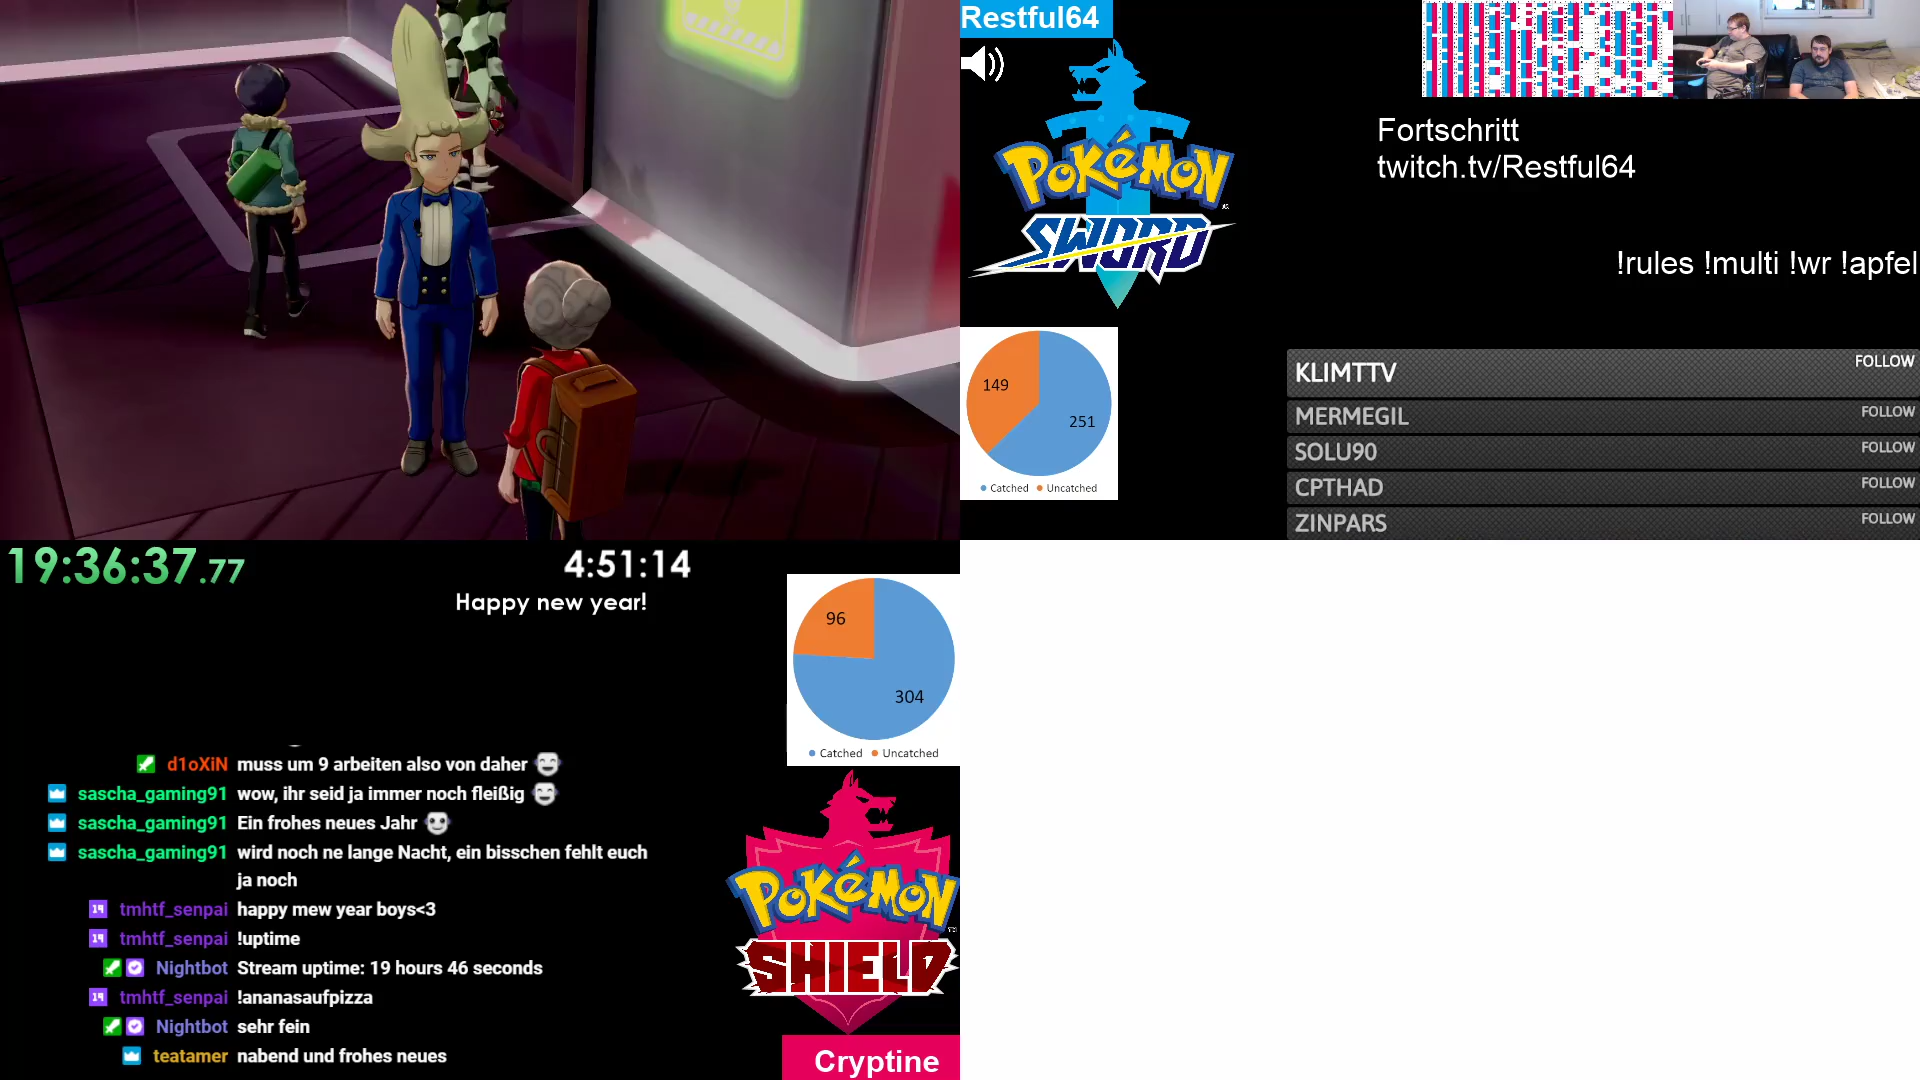 Restful64
POKéMON
SWORD
Fortschritt
twitch.tv/Restful64
!rules !multi !wr !apfel
149
251
Catched Uncatched
KLIMTTV FOLLOW
MERMEGIL FOLLOW
SOLU90 FOLLOW
CPTHAD FOLLOW
ZINPARS FOLLOW
19:36:37.77
4:51:14
Happy new year!
96
304
Catched Uncatched
d1oXiN muss um 9 arbeiten also von daher
sascha_gaming91 wow, ihr seid ja immer noch fleißig
sascha_gaming91 Ein frohes neues Jahr
sascha_gaming91 wird noch ne lange Nacht, ein bisschen fehlt euch
ja noch
tmhtf_senpai happy mew year boys<3
tmhtf_senpai !uptime
Nightbot Stream uptime: 19 hours 46 seconds
tmhtf_senpai !ananasaufpizza
Nightbot sehr fein
teatamer nabend und frohes neues
POKéMON
SHIELD
Cryptine